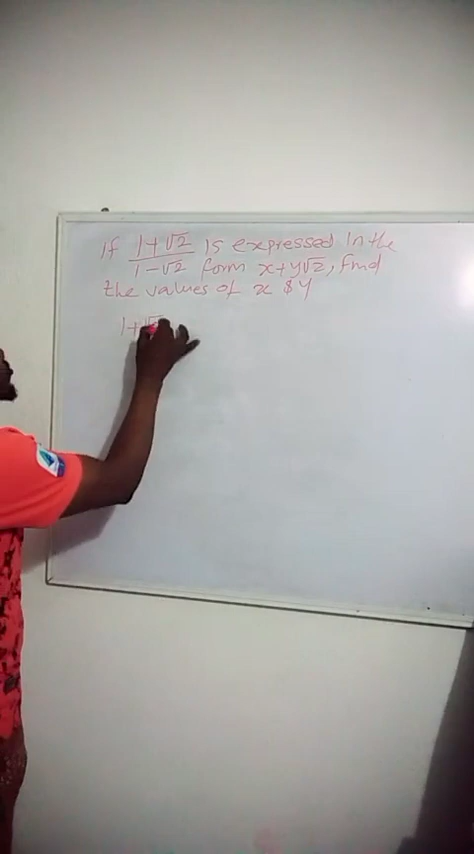 If 1+√2 / 1-√2 is expressed in the
form x+y√2, find
the values of x & y
1+√2